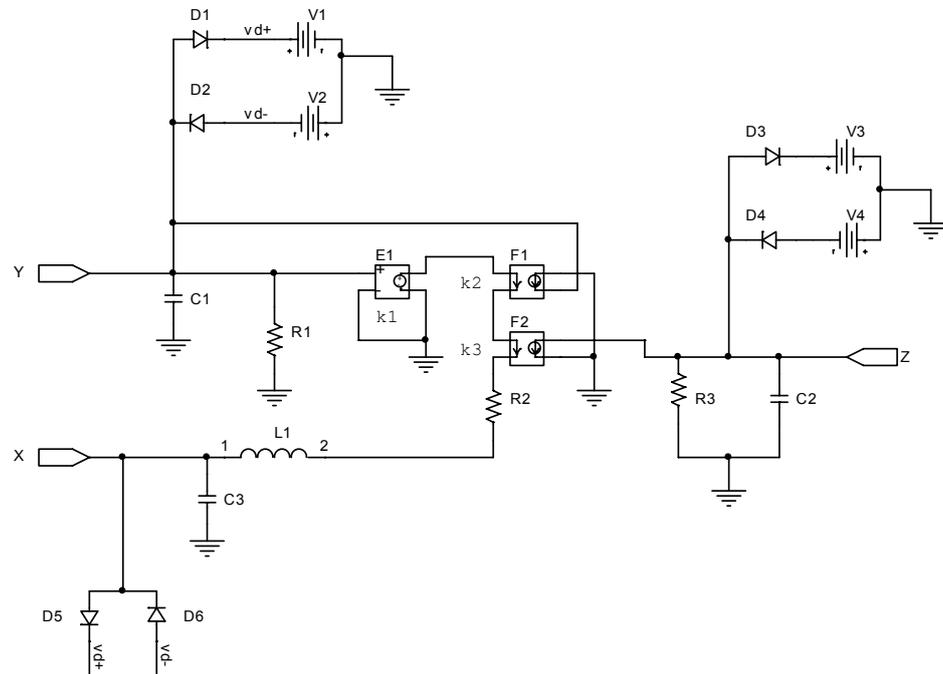 D1
vd+
V1
D2
vd-
V2
D3
V3
D4
V4
Y
E1
k2
F1
C1
k1
F2
k3
R1
R2
R3
C2
Z
X
1
L1
2
C3
D5
D6
vd+
vd-